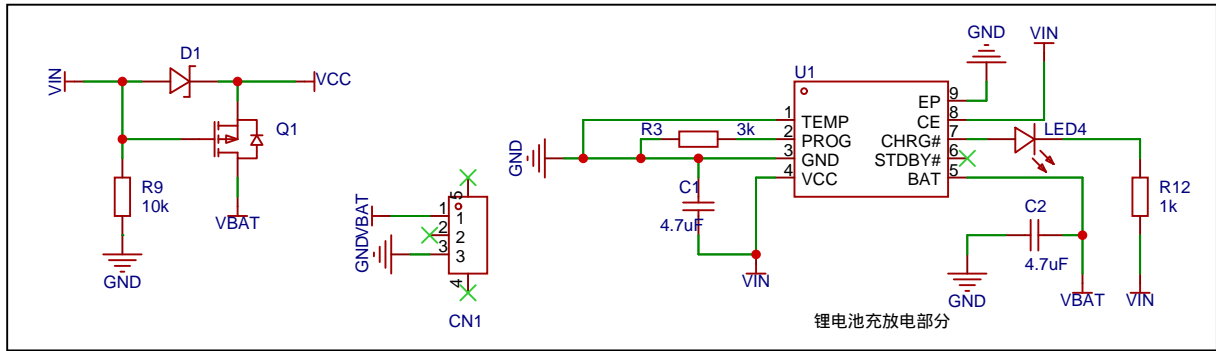 D1
VIN
VCC
Q1
R9
10k
VBAT
GND
VBAT
GND
1
2
3
5
1
2
3
4
CN1
GND
R3
3k
C1
4.7uF
VIN
U1
1
2
3
4
TEMP
PROG
GND
VCC
EP
CE
CHRG#
STDBY#
BAT
9
8
7
6
5
GND
VIN
LED4
R12
1k
C2
4.7uF
GND
VBAT
VIN
锂电池充放电部分